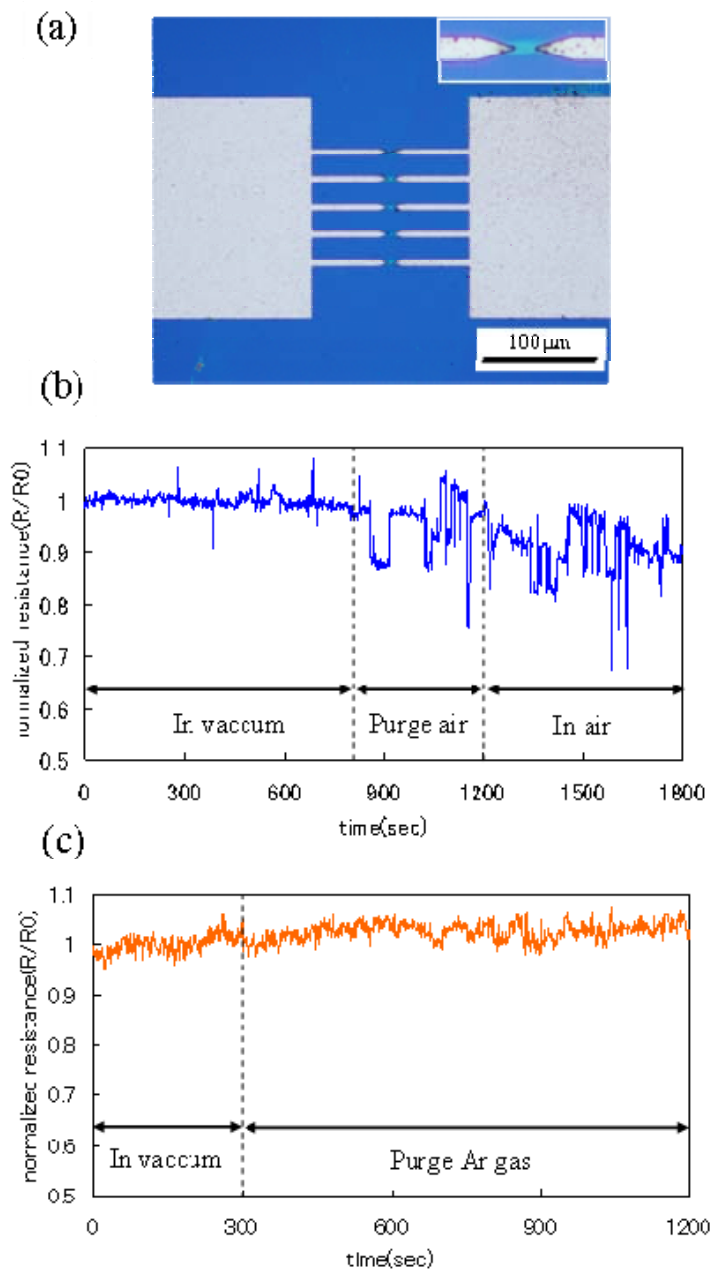 (a)
100 μm
(b)
1.1
1
0.9
0.8
0.7
0.6
0.5
normalized resistance(R/R0)
In vaccum
Purge air
In air
0
300
600
900
1200
1500
1800
time(sec)
(c)
1.1
1
0.9
0.8
0.7
0.6
0.5
normalized resistance(R/R0)
In vaccum
Purge Ar gas
0
300
600
900
1200
time(sec)